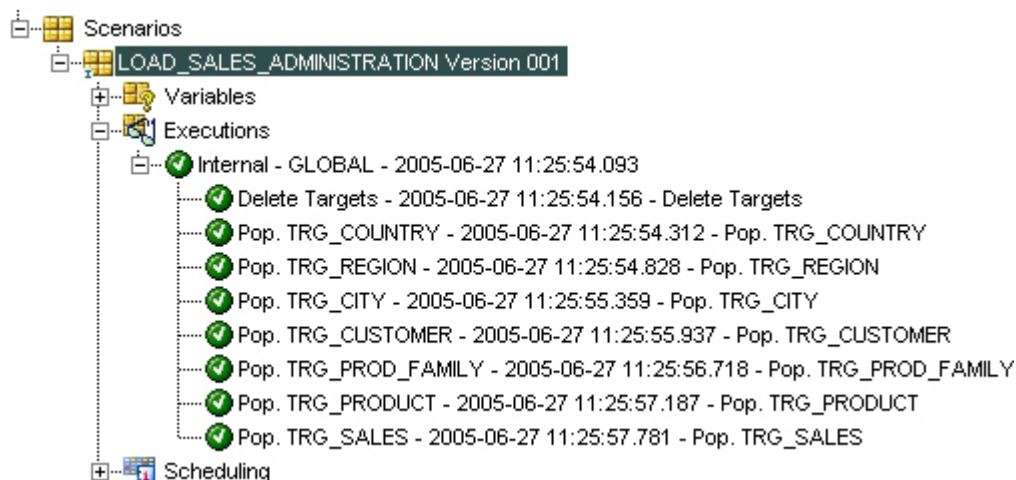 Scenarios
LOAD_SALES_ADMINISTRATION Version 001
Variables
Executions
Internal - GLOBAL - 2005-06-27 11:25:54.093
Delete Targets - 2005-06-27 11:25:54.156 - Delete Targets
Pop. TRG_COUNTRY - 2005-06-27 11:25:54.312 - Pop. TRG_COUNTRY
Pop. TRG_REGION - 2005-06-27 11:25:54.828 - Pop. TRG_REGION
Pop. TRG_CITY - 2005-06-27 11:25:55.359 - Pop. TRG_CITY
Pop. TRG_CUSTOMER - 2005-06-27 11:25:55.937 - Pop. TRG_CUSTOMER
Pop. TRG_PROD_FAMILY - 2005-06-27 11:25:56.718 - Pop. TRG_PROD_FAMILY
Pop. TRG_PRODUCT - 2005-06-27 11:25:57.187 - Pop. TRG_PRODUCT
Pop. TRG_SALES - 2005-06-27 11:25:57.781 - Pop. TRG_SALES
Scheduling